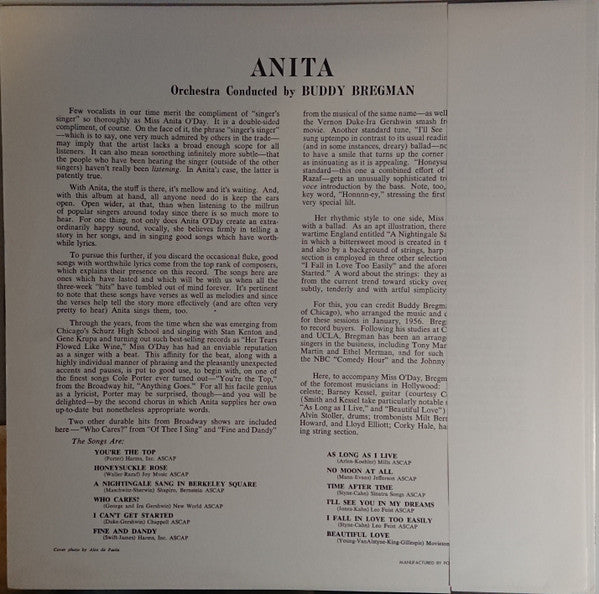 ANITA
Orchestra Conducted by BUDDY BREGMAN
Few vocalists in our time merit the compliment of "singer's
singer" so thoroughly as Miss Anita O'Day. It is a double-sided
compliment, of course. On the face of it, the phrase "singer's singer"
—which is to say, one very much admired by others in the trade—
may imply that the artist lacks a broad enough scope for all
listeners. It can also mean something infinitely more subtle—that
the people who have been hearing the singer (outside of the other
singers) haven't really been listening. In Anita's case, the latter is
patently true.
With Anita, the stuff is there, it's mellow and it's waiting. And,
with this album at hand, all anyone need do is keep the ears
open. Open wider, at that, than when listening to the millrun
of popular singers around today since there is so much more to
hear. For one thing, not only does Anita O'Day create an extra-
ordinarily happy sound, vocally, she believes firmly in telling a
story in her songs, and in singing good songs which have worth-
while lyrics.
To pursue this further, if you discard the occasional fluke, good
songs with worthwhile lyrics come from the top rank of composers,
which explains their presence on this record. The songs here are
ones which have lasted and which will be with us when all the
three-week "hits" have tumbled out of mind forever. It's pertinent
to note that these songs have verses as well as melodies and since
the verses help tell the story more effectively (and are often very
pretty to hear) Anita sings them, too.
Through the years, from the time when she was emerging from
Chicago's Schurz High School and singing with Stan Kenton and
Gene Krupa and turning out such best-selling records as "Her Tears
Flowed Like Wine," Miss O'Day has had an enviable reputation
as a singer with a beat. This affinity for the beat, along with a
highly individual manner of phrasing and the pleasantly unexpected
accents and pauses, is put to good use, to begin with, on one of
the finest songs Cole Porter ever turned out—"You're the Top,"
from the Broadway hit, "Anything Goes." For all his facile genius
as a lyricist, Porter may be surprised, though—and you will be
delighted—by the second chorus in which Anita supplies her own
up-to-date but nonetheless appropriate words.
Two other durable hits from Broadway shows are included
here—"Who Cares?" from "Of Thee I Sing" and "Fine and Dandy"
from the musical of the same name—as well
the Vernon Duke-Ira Gershwin smash fr
movie. Another standard tune, "I'll See
sung uptempo in contrast to its usual readin
(and in some instances, dreary) ballad—no
to have a smile that turns up the corner
as insinuating as it is appealing. "Honeysu
standard—this one a combined effort of
Razaf—gets an unusually sophisticated tr
voce introduction by the bass. Note, too,
key word, "Honnnn-ey," stressing the first
very special lilt.
Her rhythmic style to one side, Miss
with a ballad. As an apt illustration, there
wartime England entitled "A Nightingale Sa
in which a bittersweet mood is created in t
and also by a background of strings, harp
section is employed in three other selection
"I Fall in Love Too Easily" and the aforem
Started." A word about the strings: they as
from the current trend toward sticky over
subtly, tenderly and with artful simplicity
For this, you can credit Buddy Bregm
of Chicago), who arranged the music and c
for these sessions in January, 1956. Breg
to record buyers. Following his studies at C
and UCLA, Bregman has been an arrang
singers in the business, including Tony Mar
Martin and Ethel Merman, and for such
the NBC "Comedy Hour" and the Johnny
Here, to accompany Miss O'Day, Bregm
of the foremost musicians in Hollywood:
celeste; Barney Kessel, guitar (courtesy C
(Smith and Kessel take particularly notable s
"As Long as I Live," and "Beautiful Love")
Alvin Stoller, drums; trombonists Milt Bern
Howard, and Lloyd Elliott; Corky Hale, ha
ing string section.
The Songs Are:
YOU'RE THE TOP
(Porter) Harms, Inc. ASCAP
HONEYSUCKLE ROSE
(Waller-Razaf) Joy Music ASCAP
A NIGHTINGALE SANG IN BERKELEY SQUARE
(Maschwitz-Sherwin) Shapiro, Bernstein ASCAP
WHO CARES?
(George and Ira Gershwin) New World ASCAP
I CAN'T GET STARTED
(Duke-Gershwin) Chappell ASCAP
FINE AND DANDY
(Swift-James) Harms, Inc. ASCAP
AS LONG AS I LIVE
(Arlen-Koehler) Mills ASCAP
NO MOON AT ALL
(Mann-Evans) Jefferson ASCAP
TIME AFTER TIME
(Styne-Cahn) Sinatra Songs ASCAP
I'LL SEE YOU IN MY DREAMS
(Jones-Kahn) Leo Feist ASCAP
I FALL IN LOVE TOO EASILY
(Styne-Cahn) Leo Feist ASCAP
BEAUTIFUL LOVE
(Young-VanAlstyne-King-Gillespie) Movieton
Cover photo by Alex de Paola
MANUFACTURED BY PO